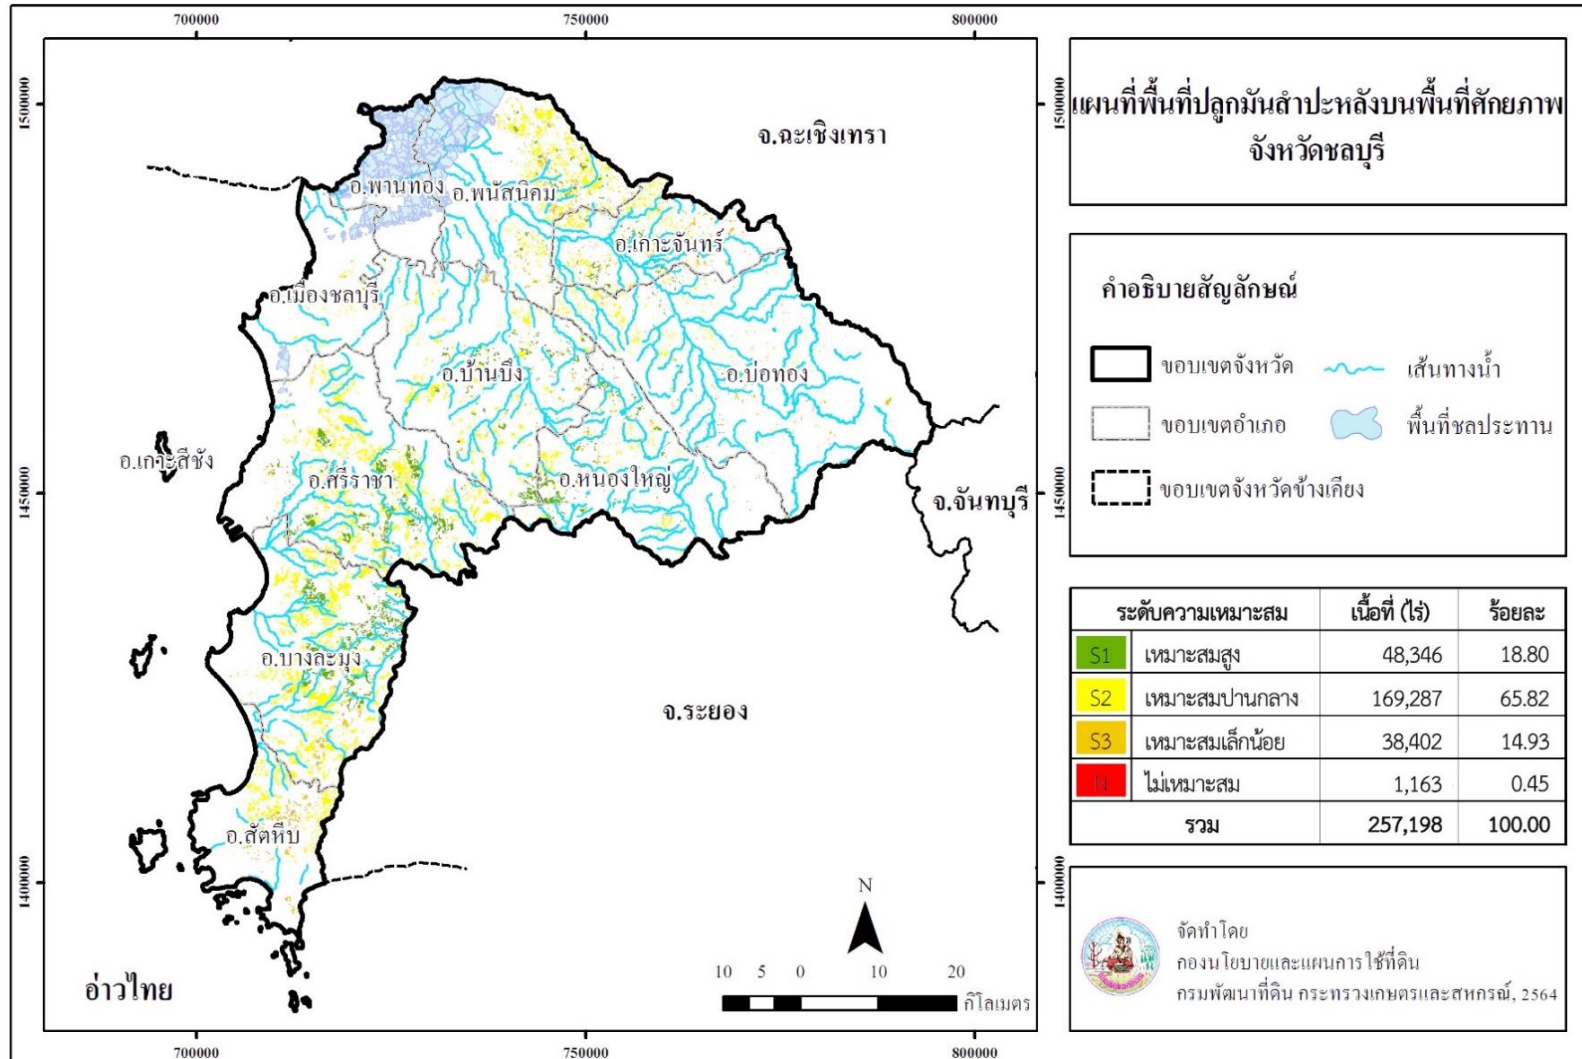 700000 750000 800000
1500000
1450000
1400000
1500000
1450000
1400000
จ.ฉะเชิงเทรา
อ.พานทอง
อ.พนัสนิคม
อ.เกาะจันทร์
อ.เมืองชลบุรี
อ.บ้านบึง
อ.บ่อทอง
อ.เกาะสีชัง
อ.ศรีราชา
อ.หนองใหญ่
จ.จันทบุรี
อ.บางละมุง
จ.ระยอง
อ.สัตหีบ
อ่าวไทย
N
10 5 0 10 20
กิโลเมตร
700000 750000 800000
แผนที่พื้นที่ปลูกมันสำปะหลังบนพื้นที่ศักยภาพ
จังหวัดชลบุรี
คำอธิบายสัญลักษณ์
ขอบเขตจังหวัด เส้นทางน้ำ
ขอบเขตอำเภอ พื้นที่ชลประทาน
ขอบเขตจังหวัดข้างเคียง
ระดับความเหมาะสม เนื้อที่ (ไร่) ร้อยละ
S1 เหมาะสมสูง 48,346 18.80
S2 เหมาะสมปานกลาง 169,287 65.82
S3 เหมาะสมเล็กน้อย 38,402 14.93
N ไม่เหมาะสม 1,163 0.45
รวม 257,198 100.00
จัดทำโดย
กองนโยบายและแผนการใช้ที่ดิน
กรมพัฒนาที่ดิน กระทรวงเกษตรและสหกรณ์, 2564